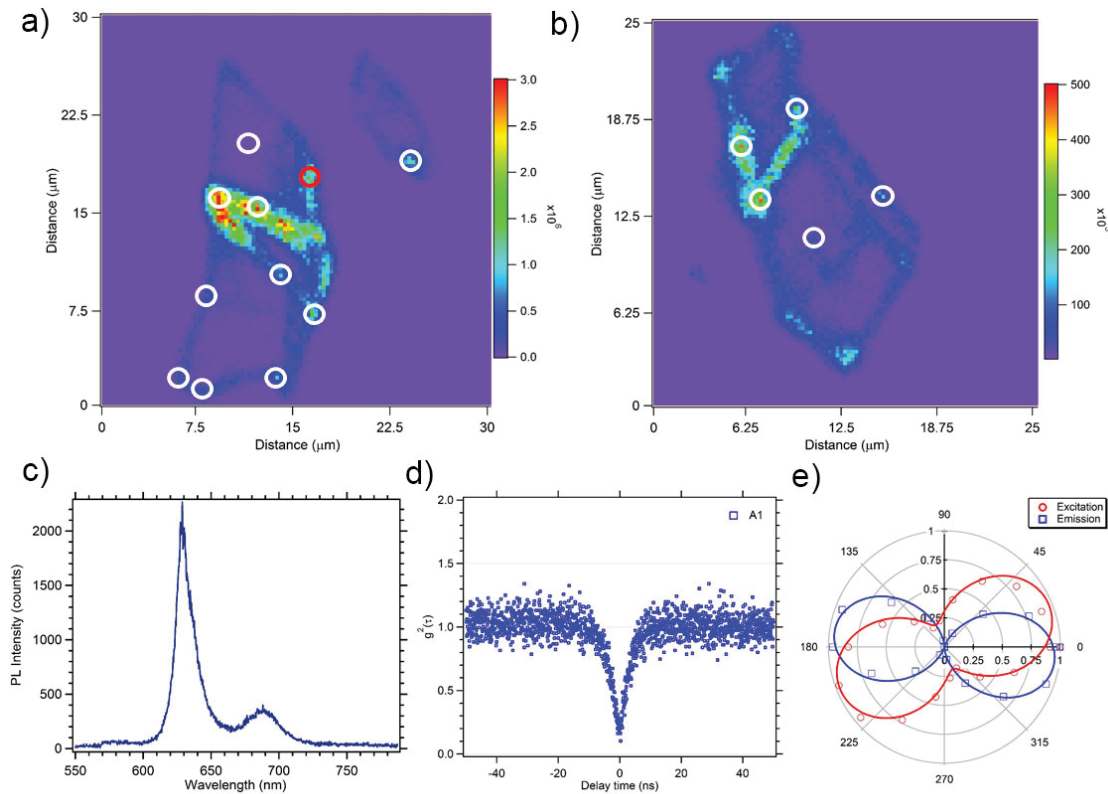 a)
30
22.5
15
7.5
0
Distance (µm)
0 7.5 15 22.5 30
Distance (µm)
3.0
2.5
2.0
1.5
1.0
0.5
0.0
x10⁶
b)
25
18.75
12.5
6.25
0
Distance (µm)
0 6.25 12.5 18.75 25
Distance (µm)
500
400
300
200
100
c)
2000
1500
1000
500
0
PL Intensity (counts)
550 600 650 700 750
Wavelength (nm)
d)
2.0
1.5
1.0
0.5
0.0
g²(τ)
A1
-40 -20 0 20 40
Delay time (ns)
e)
Excitation
Emission
90
135 45
1
0.75
0.5
0.25
0
180 0 0.25 0.5 0.75 1 0
225 315
270